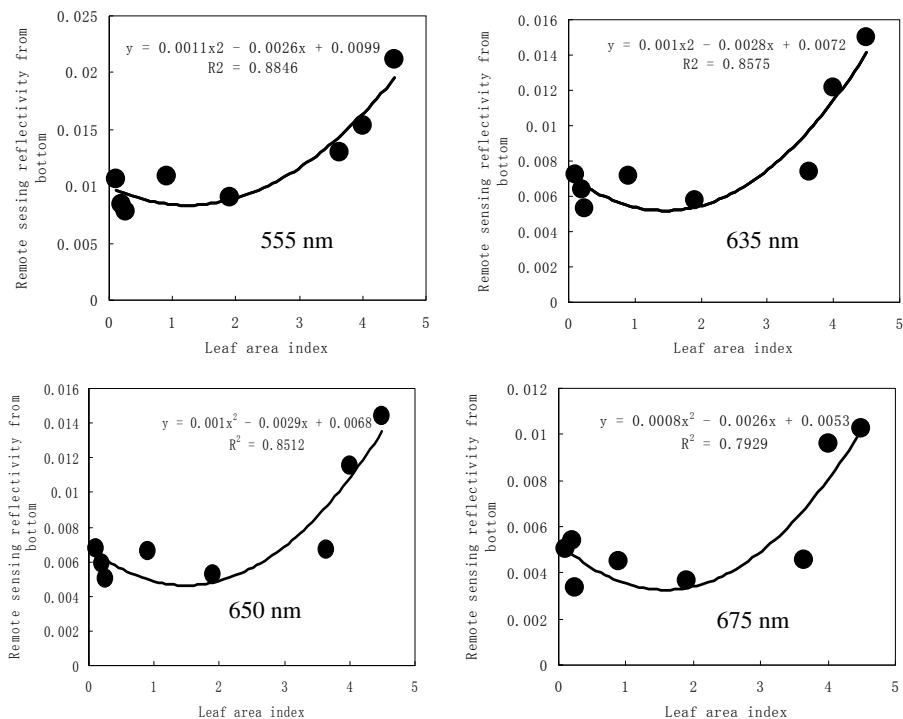 Remote sesing reflectivity from
bottom
0.025
0.02
0.015
0.01
0.005
0
y = 0.0011x2 - 0.0026x + 0.0099
R2 = 0.8846
555 nm
0 1 2 3 4 5
Leaf area index
Remote sensing reflectivity from
bottom
0.016
0.014
0.012
0.01
0.008
0.006
0.004
0.002
0
y = 0.001x2 - 0.0028x + 0.0072
R2 = 0.8575
635 nm
0 1 2 3 4 5
Leaf area index
Remote sensing reflectivity from
bottom
0.016
0.014
0.012
0.01
0.008
0.006
0.004
0.002
0
y = 0.001x² - 0.0029x + 0.0068
R² = 0.8512
650 nm
0 1 2 3 4 5
Leaf area index
Remote sensing reflectivity from
bottom
0.012
0.01
0.008
0.006
0.004
0.002
0
y = 0.0008x² - 0.0026x + 0.0053
R² = 0.7929
675 nm
0 1 2 3 4 5
Leaf area index